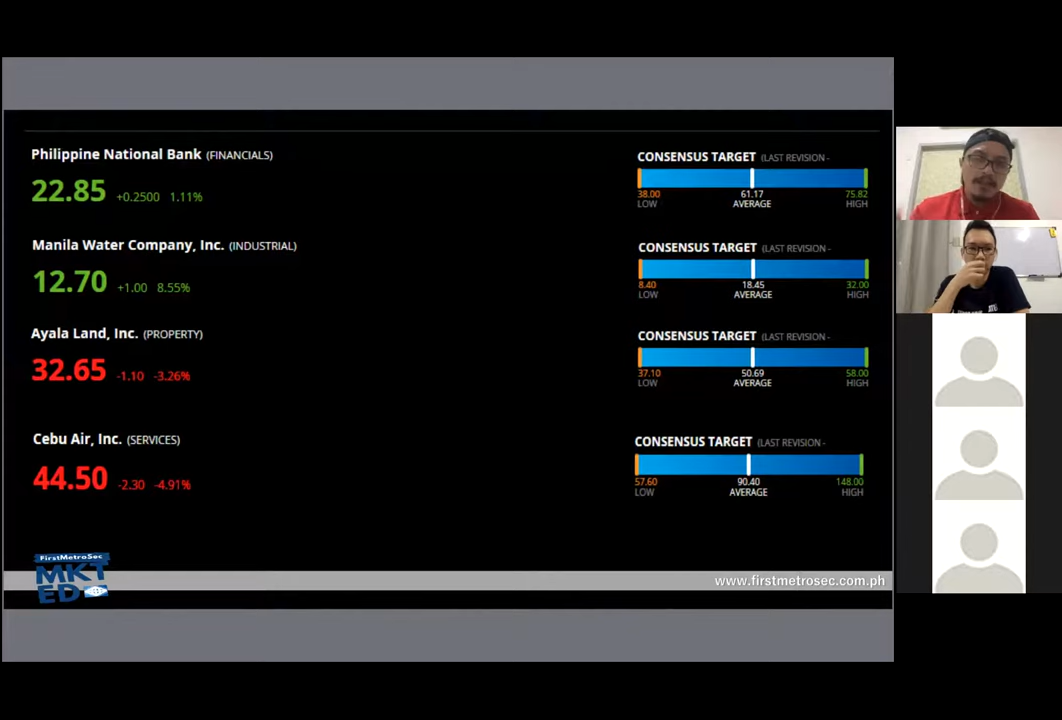 Philippine National Bank (FINANCIALS)
22.85 +0.2500 1.11%
CONSENSUS TARGET (LAST REVISION -
38.00 61.17 75.82
LOW AVERAGE HIGH
Manila Water Company, Inc. (INDUSTRIAL)
12.70 +1.00 8.55%
CONSENSUS TARGET (LAST REVISION -
8.40 18.45 32.00
LOW AVERAGE HIGH
Ayala Land, Inc. (PROPERTY)
32.65 -1.10 -3.26%
CONSENSUS TARGET (LAST REVISION -
37.10 50.69 58.00
LOW AVERAGE HIGH
Cebu Air, Inc. (SERVICES)
44.50 -2.30 -4.91%
CONSENSUS TARGET (LAST REVISION -
57.60 90.40 148.00
LOW AVERAGE HIGH
FirstMetroSec
MKT
ED
www.firstmetrosec.com.ph